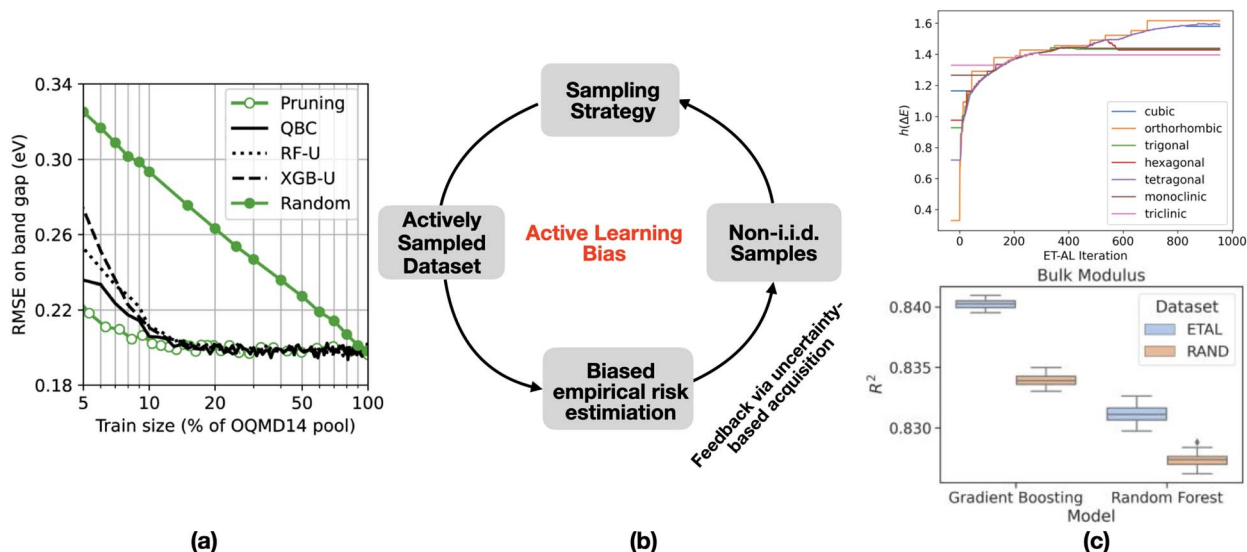 0.34
0.30
0.26
0.22
0.18
RMSE on band gap (eV)
Pruning
QBC
RF-U
XGB-U
Random
5
10
20
50
100
Train size (% of OQMD14 pool)
(a)
Sampling
Strategy
Actively
Sampled
Dataset
Active Learning
Bias
Non-i.i.d.
Samples
Biased
empirical risk
estimiation
Feedback via uncertainty-
based acquisition
(b)
1.6
1.4
1.2
1.0
0.8
0.6
0.4
h(ΔE)
cubic
orthorhombic
trigonal
hexagonal
tetragonal
monoclinic
triclinic
0
200
400
600
800
1000
ET-AL Iteration
Bulk Modulus
0.840
0.835
0.830
R²
Dataset
ETAL
RAND
Gradient Boosting
Random Forest
Model
(c)